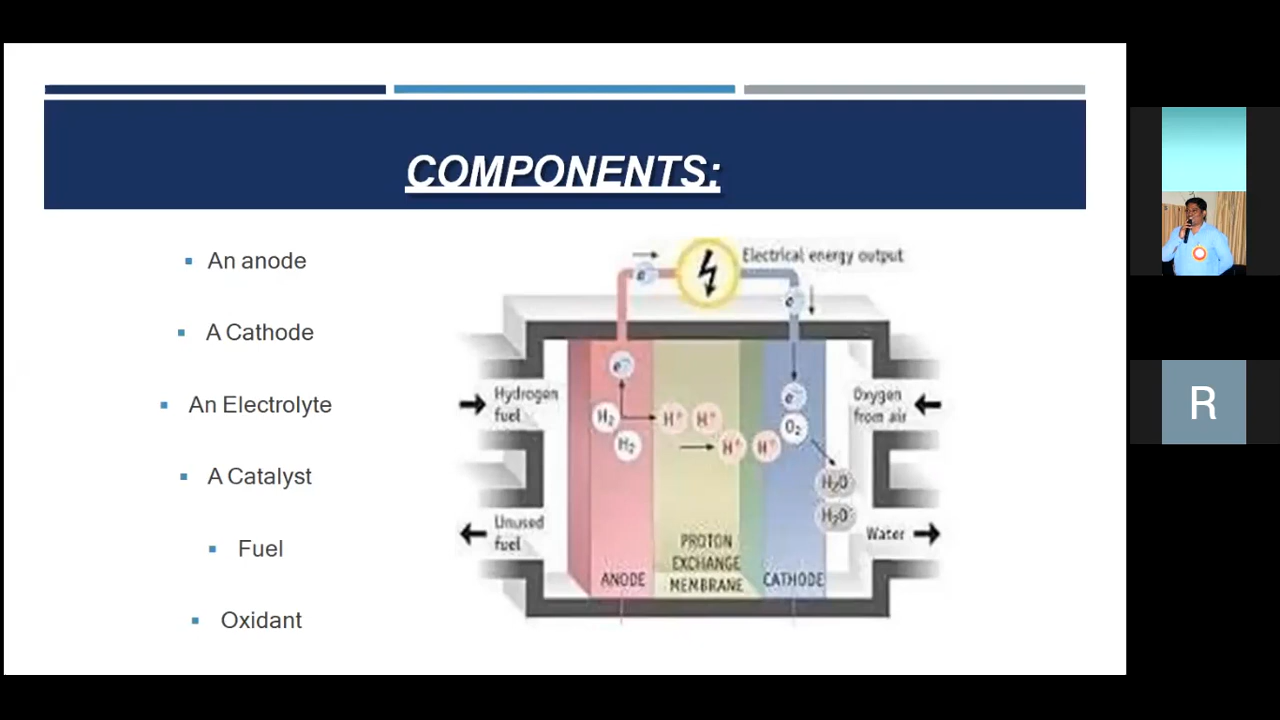 COMPONENTS:
An anode
A Cathode
An Electrolyte
A Catalyst
Fuel
Oxidant
Electrical energy output
e⁻
e⁻
e⁻
e⁻
Hydrogen
fuel
H₂
H₂
H⁺
H⁺
H⁺
H⁺
O₂
Oxygen
from air
H₂O
H₂O
Unused
fuel
Water
ANODE
PROTON
EXCHANGE
MEMBRANE
CATHODE
R